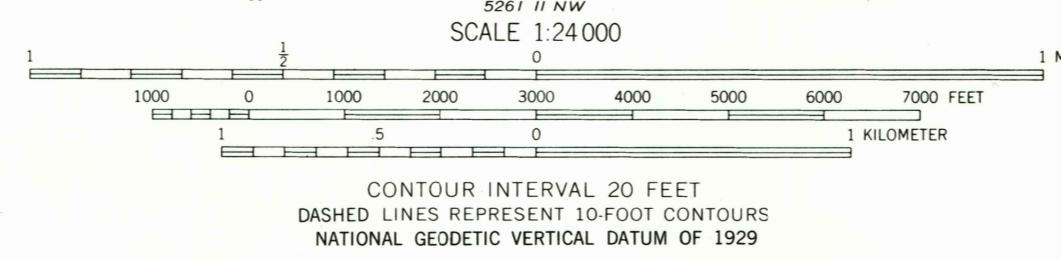 5261 II NW
SCALE 1:24 000
1 1/2 0 1 M
1000 0 1000 2000 3000 4000 5000 6000 7000 FEET
1 .5 0 1 KILOMETER
CONTOUR INTERVAL 20 FEET
DASHED LINES REPRESENT 10-FOOT CONTOURS
NATIONAL GEODETIC VERTICAL DATUM OF 1929